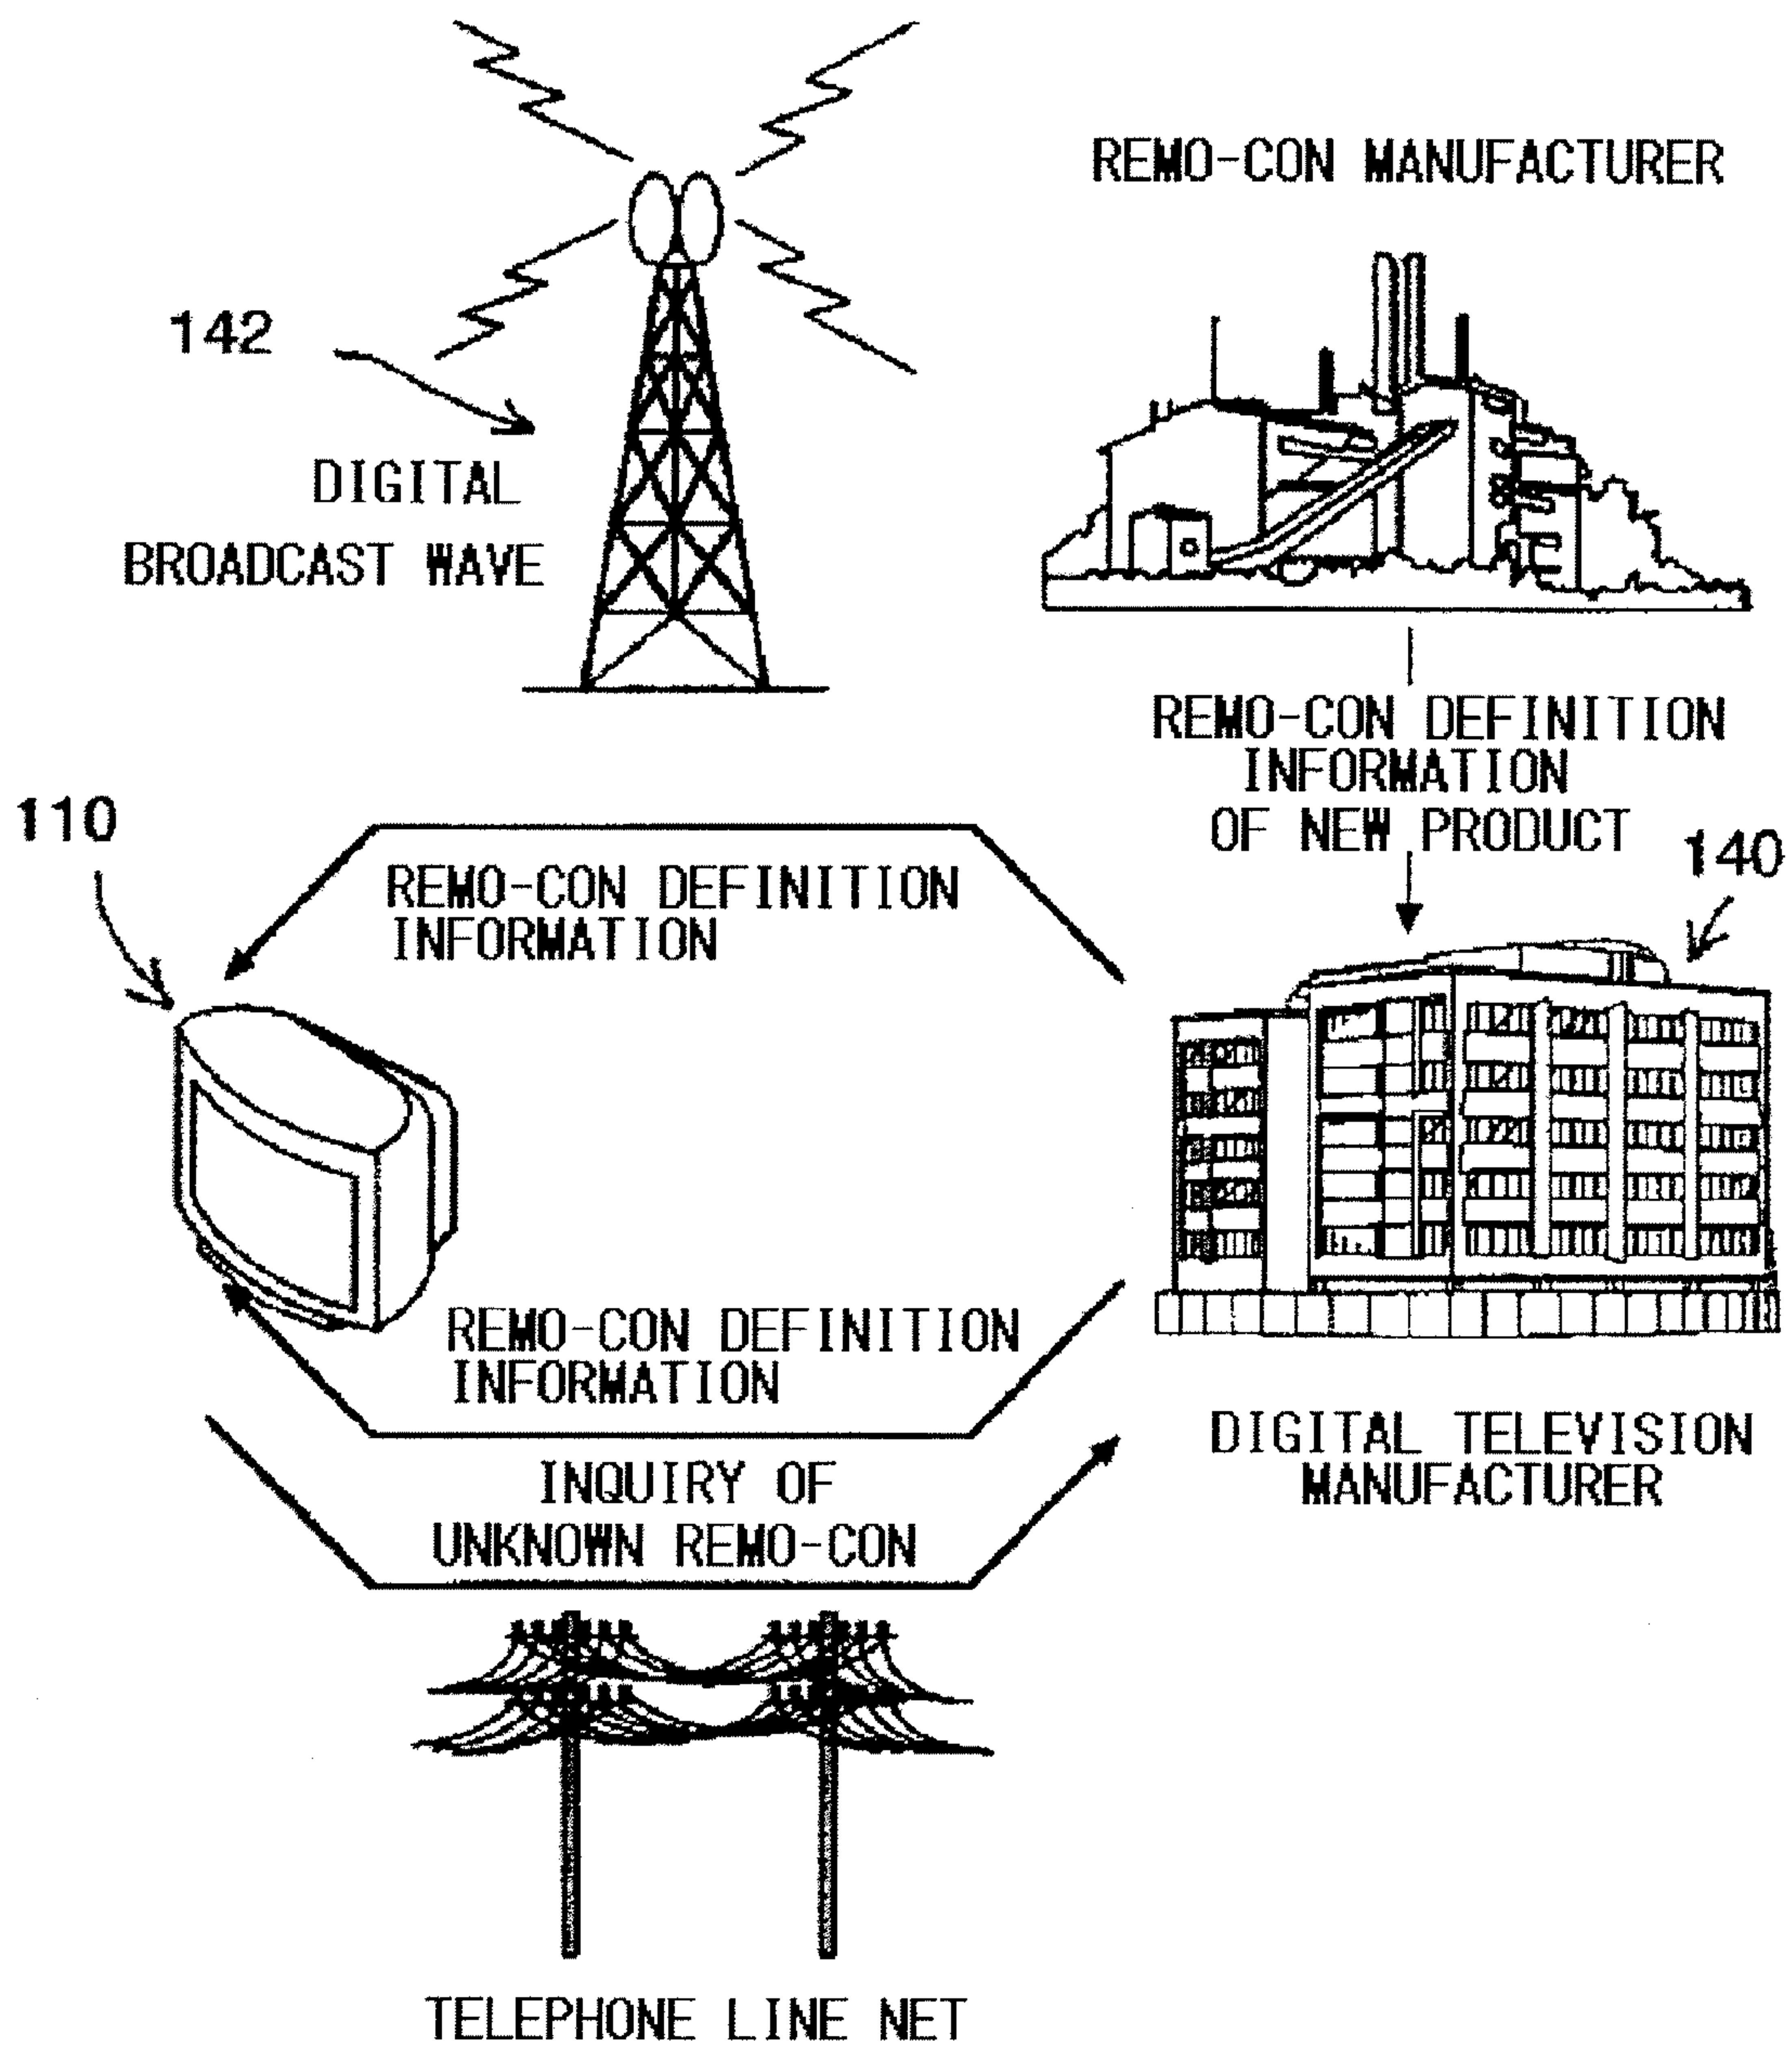 REMO-CON MANUFACTURER
142
DIGITAL
BROADCAST WAVE
REMO-CON DEFINITION
INFORMATION
OF NEW PRODUCT
110
140
REMO-CON DEFINITION
INFORMATION
REMO-CON DEFINITION
INFORMATION
DIGITAL TELEVISION
MANUFACTURER
INQUIRY OF
UNKNOWN REMO-CON
TELEPHONE LINE NET